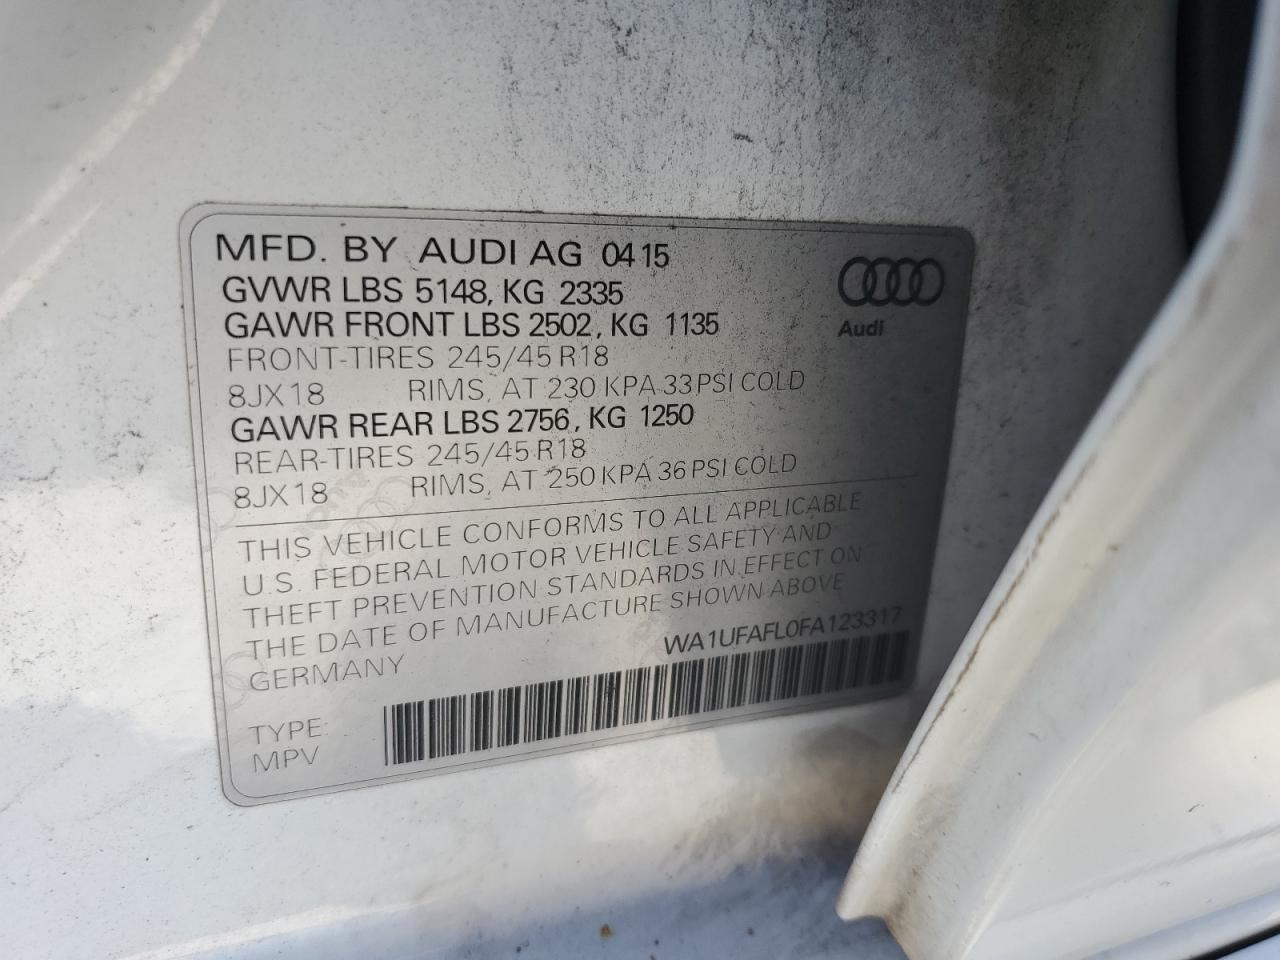 MFD. BY AUDI AG 04 15
GVWR LBS 5148, KG 2335
GAWR FRONT LBS 2502, KG 1135
FRONT-TIRES 245/45 R18
8JX18 RIMS, AT 230 KPA 33 PSI COLD
GAWR REAR LBS 2756, KG 1250
REAR-TIRES 245/45 R18
8JX18 RIMS, AT 250 KPA 36 PSI COLD
Audi
THIS VEHICLE CONFORMS TO ALL APPLICABLE
U.S. FEDERAL MOTOR VEHICLE SAFETY AND
THEFT PREVENTION STANDARDS IN EFFECT ON
THE DATE OF MANUFACTURE SHOWN ABOVE
GERMANY
WA1UFAFL0FA123317
TYPE:
MPV